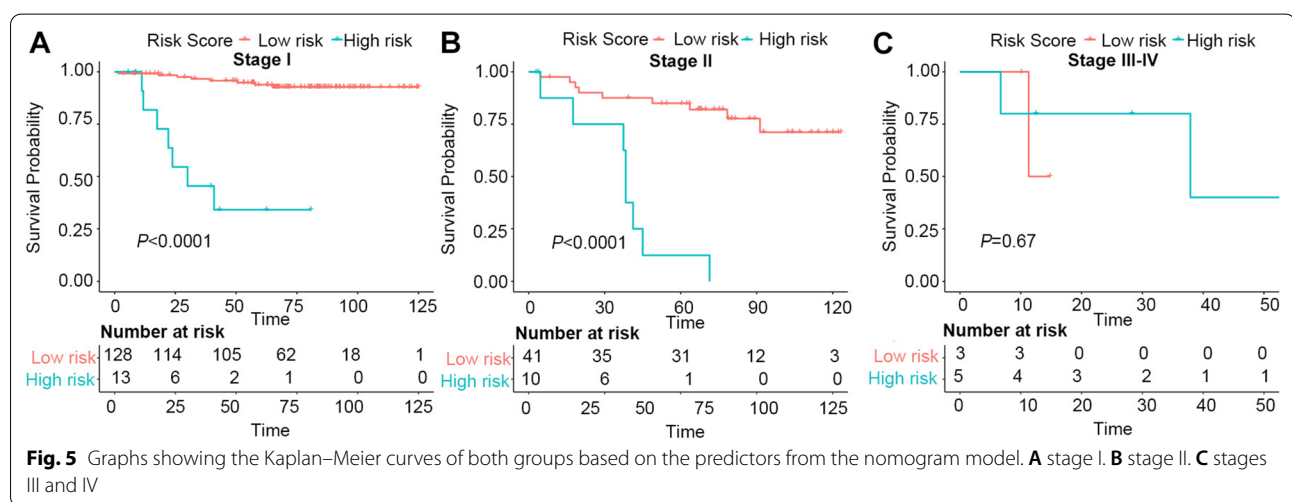 A
Risk Score Low risk High risk
Stage I
Survival Probability
1.00
0.75
0.50
0.25
0.00
P<0.0001
0 25 50 75 100 125
Time
Number at risk
Low risk 128 114 105 62 18 1
High risk 13 6 2 1 0 0
0 25 50 75 100 125
Time
B
Risk Score Low risk High risk
Stage II
Survival Probability
1.00
0.75
0.50
0.25
0.00
P<0.0001
0 30 60 90 120
Time
Number at risk
Low risk 41 35 31 12 3
High risk 10 6 1 0 0
0 25 50 75 100 125
Time
C
Risk Score Low risk High risk
Stage III-IV
Survival Probability
1.00
0.75
0.50
0.25
0.00
P=0.67
0 10 20 30 40 50
Time
Number at risk
Low risk 3 3 0 0 0 0
High risk 5 4 3 2 1 1
0 10 20 30 40 50
Time
Fig. 5 Graphs showing the Kaplan–Meier curves of both groups based on the predictors from the nomogram model. A stage I. B stage II. C stages
III and IV